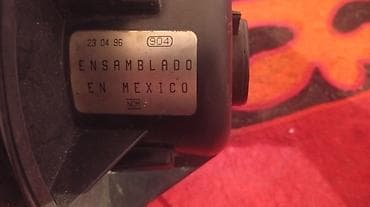 23 04 96 904
ENSAMBLADO
EN MEXICO